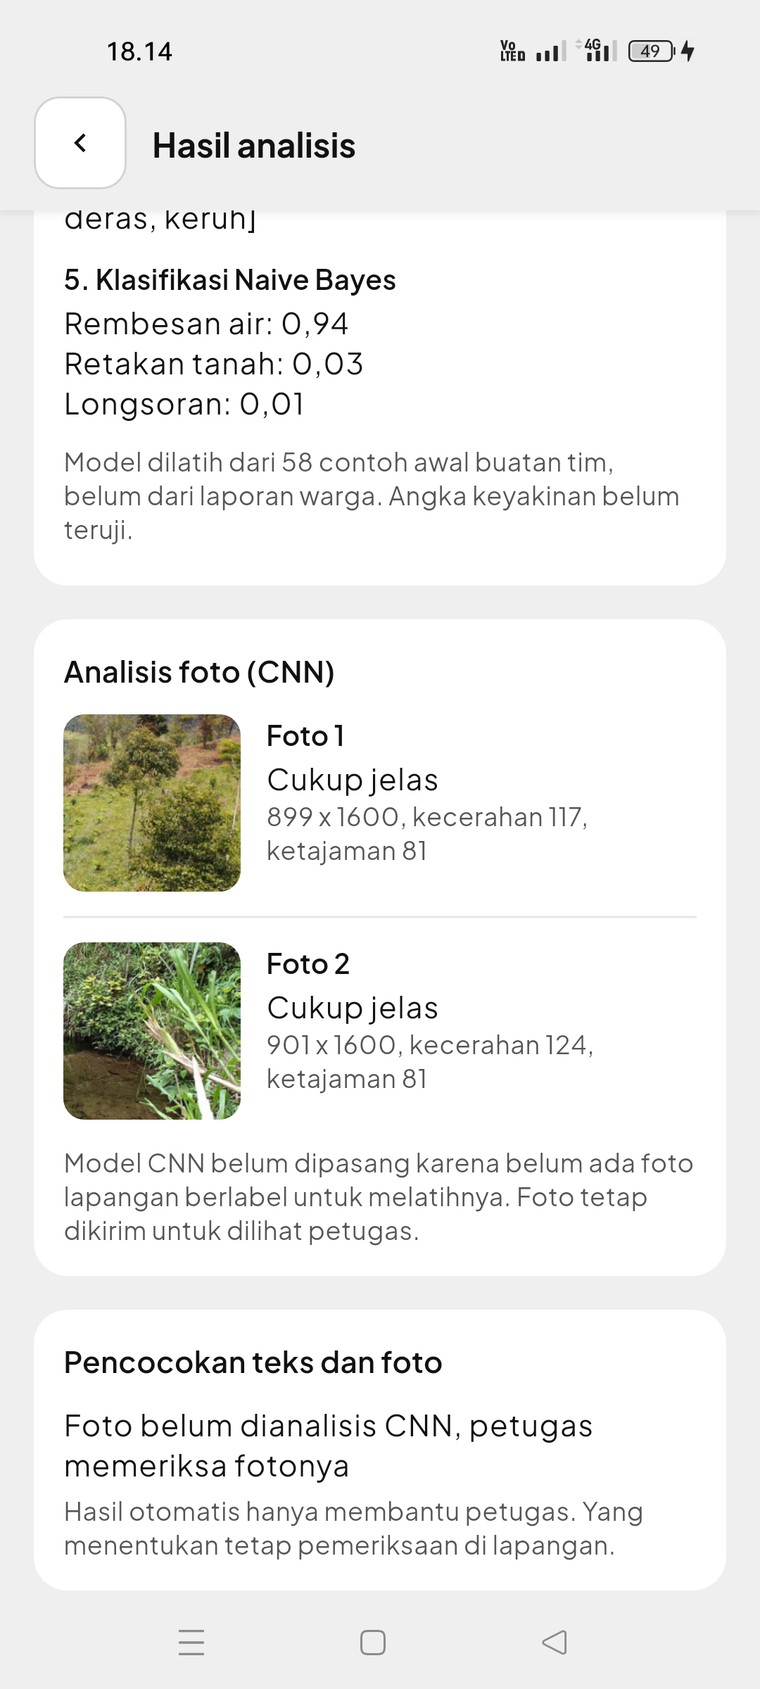 18.14
Vo LTE 4G 49
Hasil analisis
deras, keruh]
5. Klasifikasi Naive Bayes
Rembesan air: 0,94
Retakan tanah: 0,03
Longsoran: 0,01
Model dilatih dari 58 contoh awal buatan tim,
belum dari laporan warga. Angka keyakinan belum
teruji.
Analisis foto (CNN)
Foto 1
Cukup jelas
899 x 1600, kecerahan 117,
ketajaman 81
Foto 2
Cukup jelas
901 x 1600, kecerahan 124,
ketajaman 81
Model CNN belum dipasang karena belum ada foto
lapangan berlabel untuk melatihnya. Foto tetap
dikirim untuk dilihat petugas.
Pencocokan teks dan foto
Foto belum dianalisis CNN, petugas
memeriksa fotonya
Hasil otomatis hanya membantu petugas. Yang
menentukan tetap pemeriksaan di lapangan.